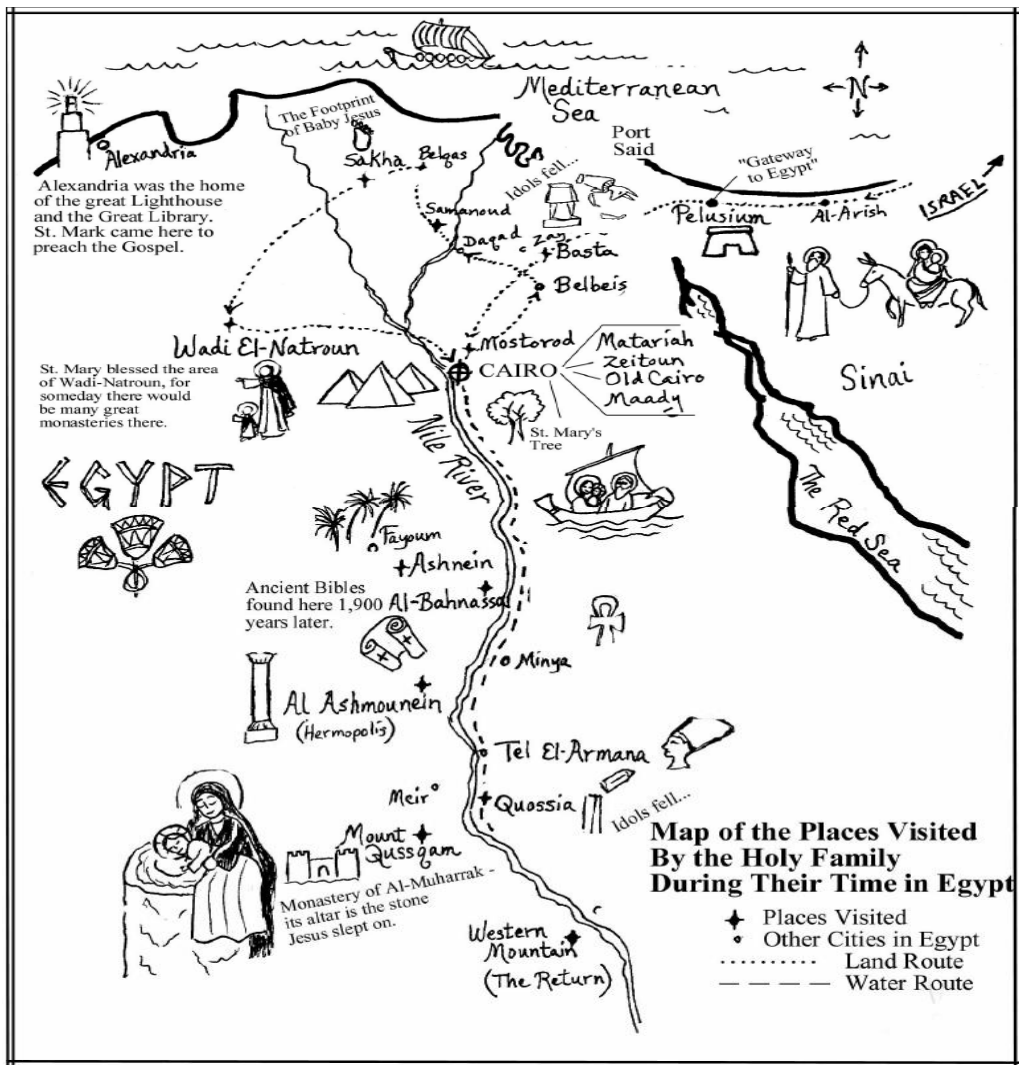 Mediterranean
Sea
N
The Footprint
of Baby Jesus
Port
Said
"Gateway
to Egypt"
Alexandria
Sakha
Belqas
Idols fell...
ISRAEL
Alexandria was the home
of the great Lighthouse
and the Great Library.
St. Mark came here to
preach the Gospel.
Samanoud
Pelusium
Al-Arish
Daqad
Zay
Basta
Belbeis
Wadi El-Natroun
Mostorod
CAIRO
Matariah
Zeitoun
Old Cairo
Maady
Sinai
St. Mary blessed the area
of Wadi-Natroun, for
someday there would
be many great
monasteries there.
St. Mary's
Tree
Nile River
EGYPT
The Red Sea
Fayoum
Ashnein
Ancient Bibles
found here 1,900
years later.
Al-Bahnassa
Minya
Al Ashmounein
(Hermopolis)
Tel El-Armana
Meir
Quossia
Idols fell...
Mount
Qussqam
Monastery of Al-Muharrak -
its altar is the stone
Jesus slept on.
Western
Mountain
(The Return)
Map of the Places Visited
By the Holy Family
During Their Time in Egypt
Places Visited
Other Cities in Egypt
Land Route
Water Route